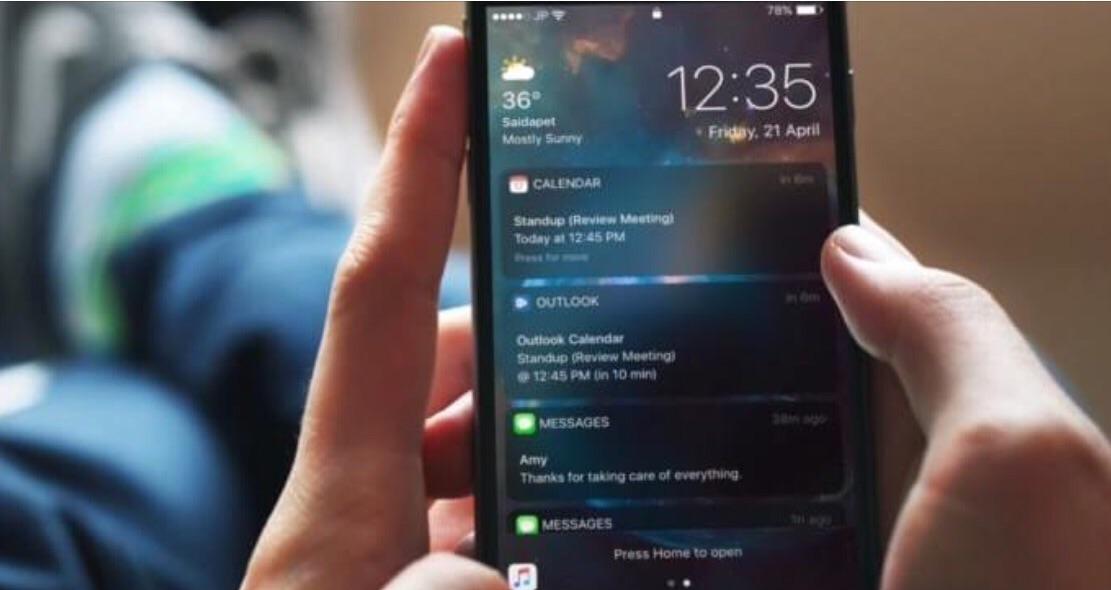 JP
78%
36°
Saidapet
Mostly Sunny
12:35
Friday, 21 April
CALENDAR
in 6m
Standup (Review Meeting)
Today at 12:45 PM
Press for more
OUTLOOK
in 6m
Outlook Calendar
Standup (Review Meeting)
@ 12:45 PM (in 10 min)
MESSAGES
38m ago
Amy
Thanks for taking care of everything.
MESSAGES
1h ago
Press Home to open